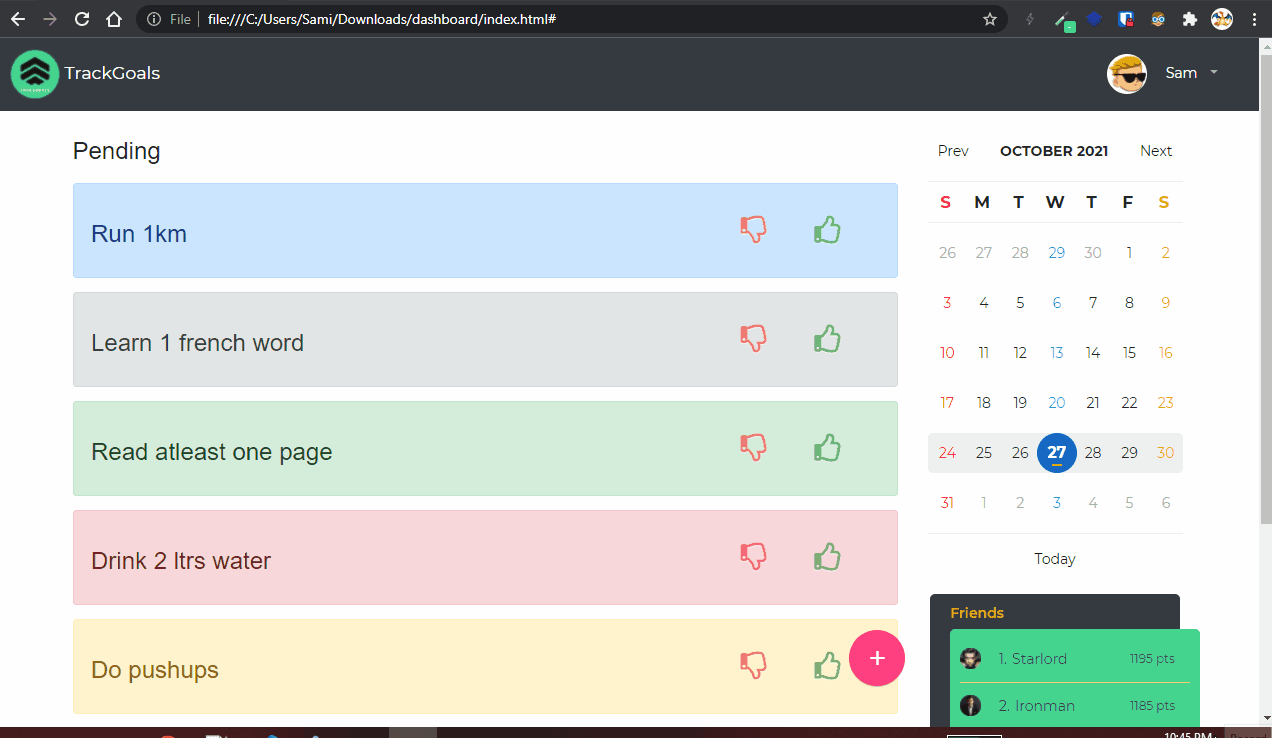 File file:///C:/Users/Sami/Downloads/dashboard/index.html#
TrackGoals
Sam
Pending
Run 1km
Learn 1 french word
Read atleast one page
Drink 2 ltrs water
Do pushups
+
Prev OCTOBER 2021 Next
S M T W T F S
26 27 28 29 30 1 2
3 4 5 6 7 8 9
10 11 12 13 14 15 16
17 18 19 20 21 22 23
24 25 26 27 28 29 30
31 1 2 3 4 5 6
Today
Friends
1. Starlord 1195 pts
2. Ironman 1185 pts
10:45 PM